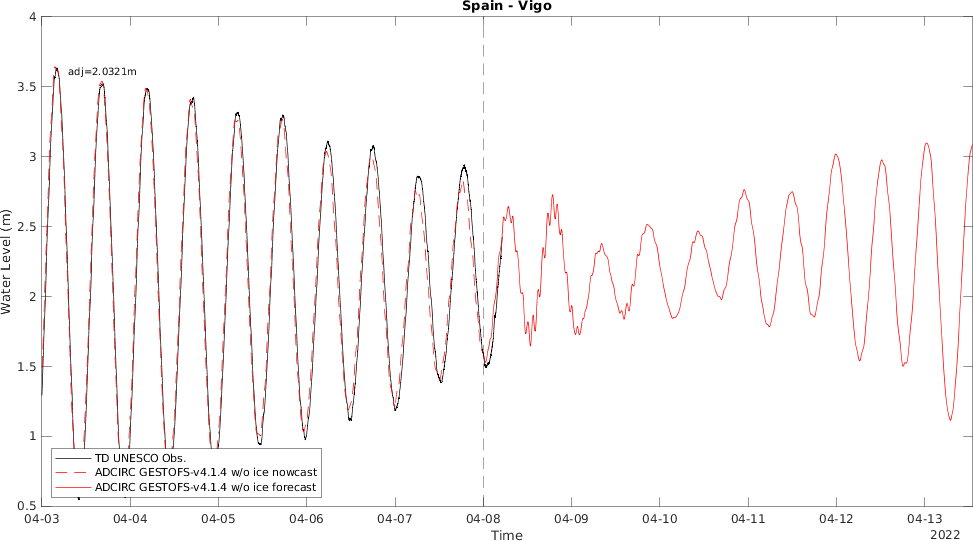 Spain - Vigo
adj=2.0321m
Water Level (m)
4
3.5
3
2.5
2
1.5
1
0.5
TD UNESCO Obs.
ADCIRC GESTOFS-v4.1.4 w/o ice nowcast
ADCIRC GESTOFS-v4.1.4 w/o ice forecast
04-03 04-04 04-05 04-06 04-07 04-08 04-09 04-10 04-11 04-12 04-13
Time
2022